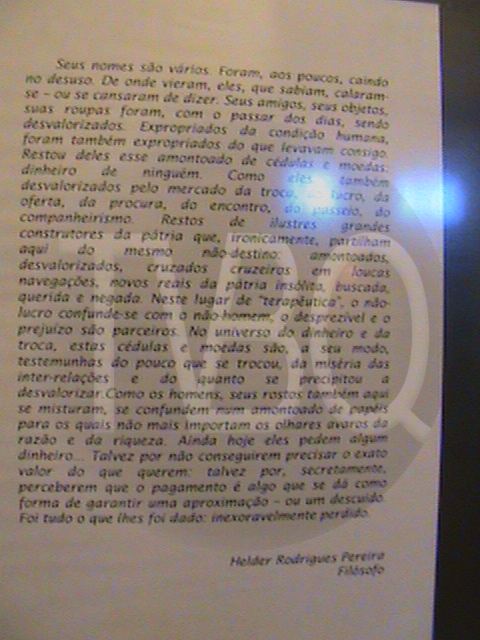 Seus nomes são vários. Foram, aos poucos, caindo
no desuso. De onde vieram, eles, que sabiam, calaram-
se – ou se cansaram de dizer. Seus amigos, seus objetos,
suas roupas foram, com o passar dos dias, sendo
desvalorizados. Expropriados da condição humana,
foram também expropriados do que levavam consigo.
Restou deles esse amontoado de cédulas e moedas:
dinheiro de ninguém. Como eles também
desvalorizados pelo mercado da troca, do lucro, da
oferta, da procura, do encontro, do passeio, do
companheirismo. Restos de ilustres grandes
construtores da pátria que, ironicamente, partilham
aqui do mesmo não-destino: amontoados,
desvalorizados, cruzados cruzeiros em loucas
navegações, novos reais da pátria insólita, buscada,
querida e negada. Neste lugar de "terapêutica", o não-
lucro confunde-se com o não-homem, o desprezível e o
prejuízo são parceiros. No universo do dinheiro e da
troca, estas cédulas e moedas são, a seu modo,
testemunhas do pouco que se trocou, da miséria das
inter-relações e do quanto se precipitou a
desvalorizar. Como os homens, seus rostos também aqui
se misturam, se confundem num amontoado de papéis
para os quais não mais importam os olhares avaros da
razão e da riqueza. Ainda hoje eles pedem algum
dinheiro... Talvez por não conseguirem precisar o exato
valor do que querem: talvez por, secretamente,
perceberem que o pagamento é algo que se dá como
forma de garantir uma aproximação – ou um descuido.
Foi tudo o que lhes foi dado: inexoravelmente perdido.
Helder Rodrigues Pereira
Filósofo